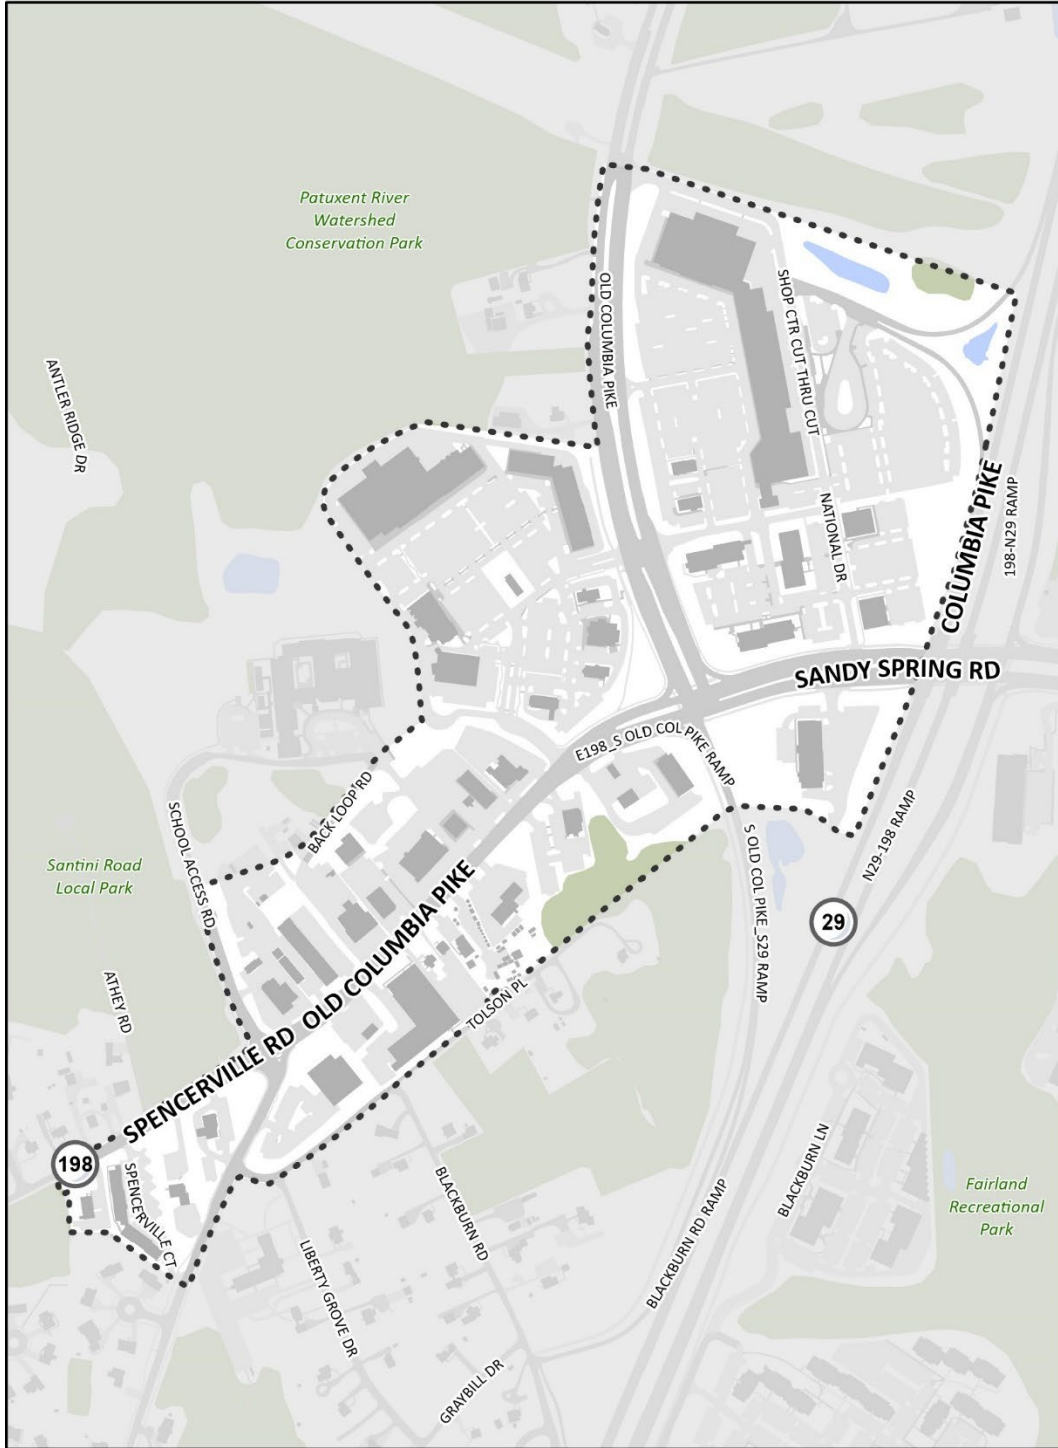 Patuxent River
Watershed
Conservation Park
OLD COLUMBIA PIKE
SHOP CTR CUT THRU CUT
ANTLER RIDGE DR
NATIONAL DR
COLUMBIA PIKE
198-N29 RAMP
SANDY SPRING RD
E198_S OLD COL PIKE RAMP
BACK LOOP RD
SCHOOL ACCESS RD
Santini Road
Local Park
S OLD COL PIKE_S29 RAMP
N29-198 RAMP
29
OLD COLUMBIA PIKE
ATHEY RD
TOLSON PL
SPENCERVILLE RD
198
SPENCERVILLE CT
BLACKBURN LN
BLACKBURN RD
Fairland
Recreational
Park
LIBERTY GROVE DR
BLACKBURN RD RAMP
GRAYBILL DR